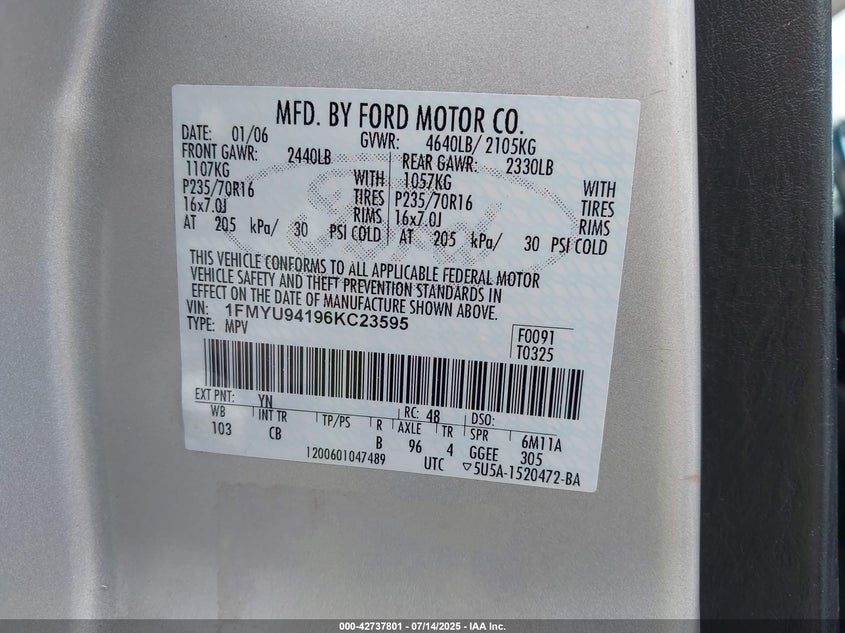 MFD. BY FORD MOTOR CO.
DATE: 01/06 GVWR: 4640LB/ 2105KG
FRONT GAWR: 2440LB REAR GAWR: 2330LB
1107KG WITH 1057KG WITH
P235/70R16 TIRES P235/70R16 TIRES
16x7.0J RIMS 16x7.0J RIMS
AT 205 kPa/ 30 PSI COLD AT 205 kPa/ 30 PSI COLD
THIS VEHICLE CONFORMS TO ALL APPLICABLE FEDERAL MOTOR
VEHICLE SAFETY AND THEFT PREVENTION STANDARDS IN
EFFECT ON THE DATE OF MANUFACTURE SHOWN ABOVE.
VIN: 1FMYU94196KC23595
TYPE: MPV
F0091
T0325
EXT PNT: YN RC: 48 DSO:
WB INT TR TP/PS R AXLE TR SPR 6M11A
103 CB B 96 4 GGEE 305
1200601047489 UTC ▽5U5A-1520472-BA
000-42737801 - 07/14/2025 - IAA Inc.